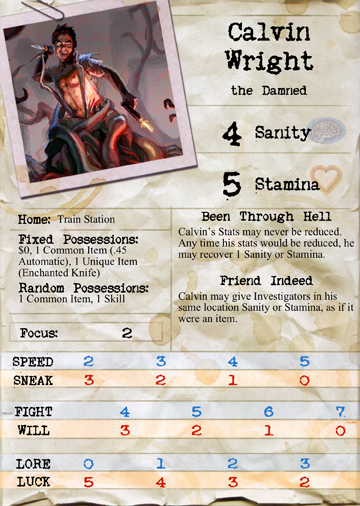 Calvin
Wright
the Damned
4 Sanity
5 Stamina
Home: Train Station
Fixed Possessions:
$0, 1 Common Item (.45
Automatic), 1 Unique Item
(Enchanted Knife)
Random Possessions:
1 Common Item, 1 Skill
Focus: 2
Been Through Hell
Calvin's Stats may never be reduced.
Any time his stats would be reduced, he
may recover 1 Sanity or Stamina.
Friend Indeed
Calvin may give Investigators in his
same location Sanity or Stamina, as if it
were an item.
SPEED 2 3 4 5
SNEAK 3 2 1 0
FIGHT 4 5 6 7
WILL 3 2 1 0
LORE 0 1 2 3
LUCK 5 4 3 2